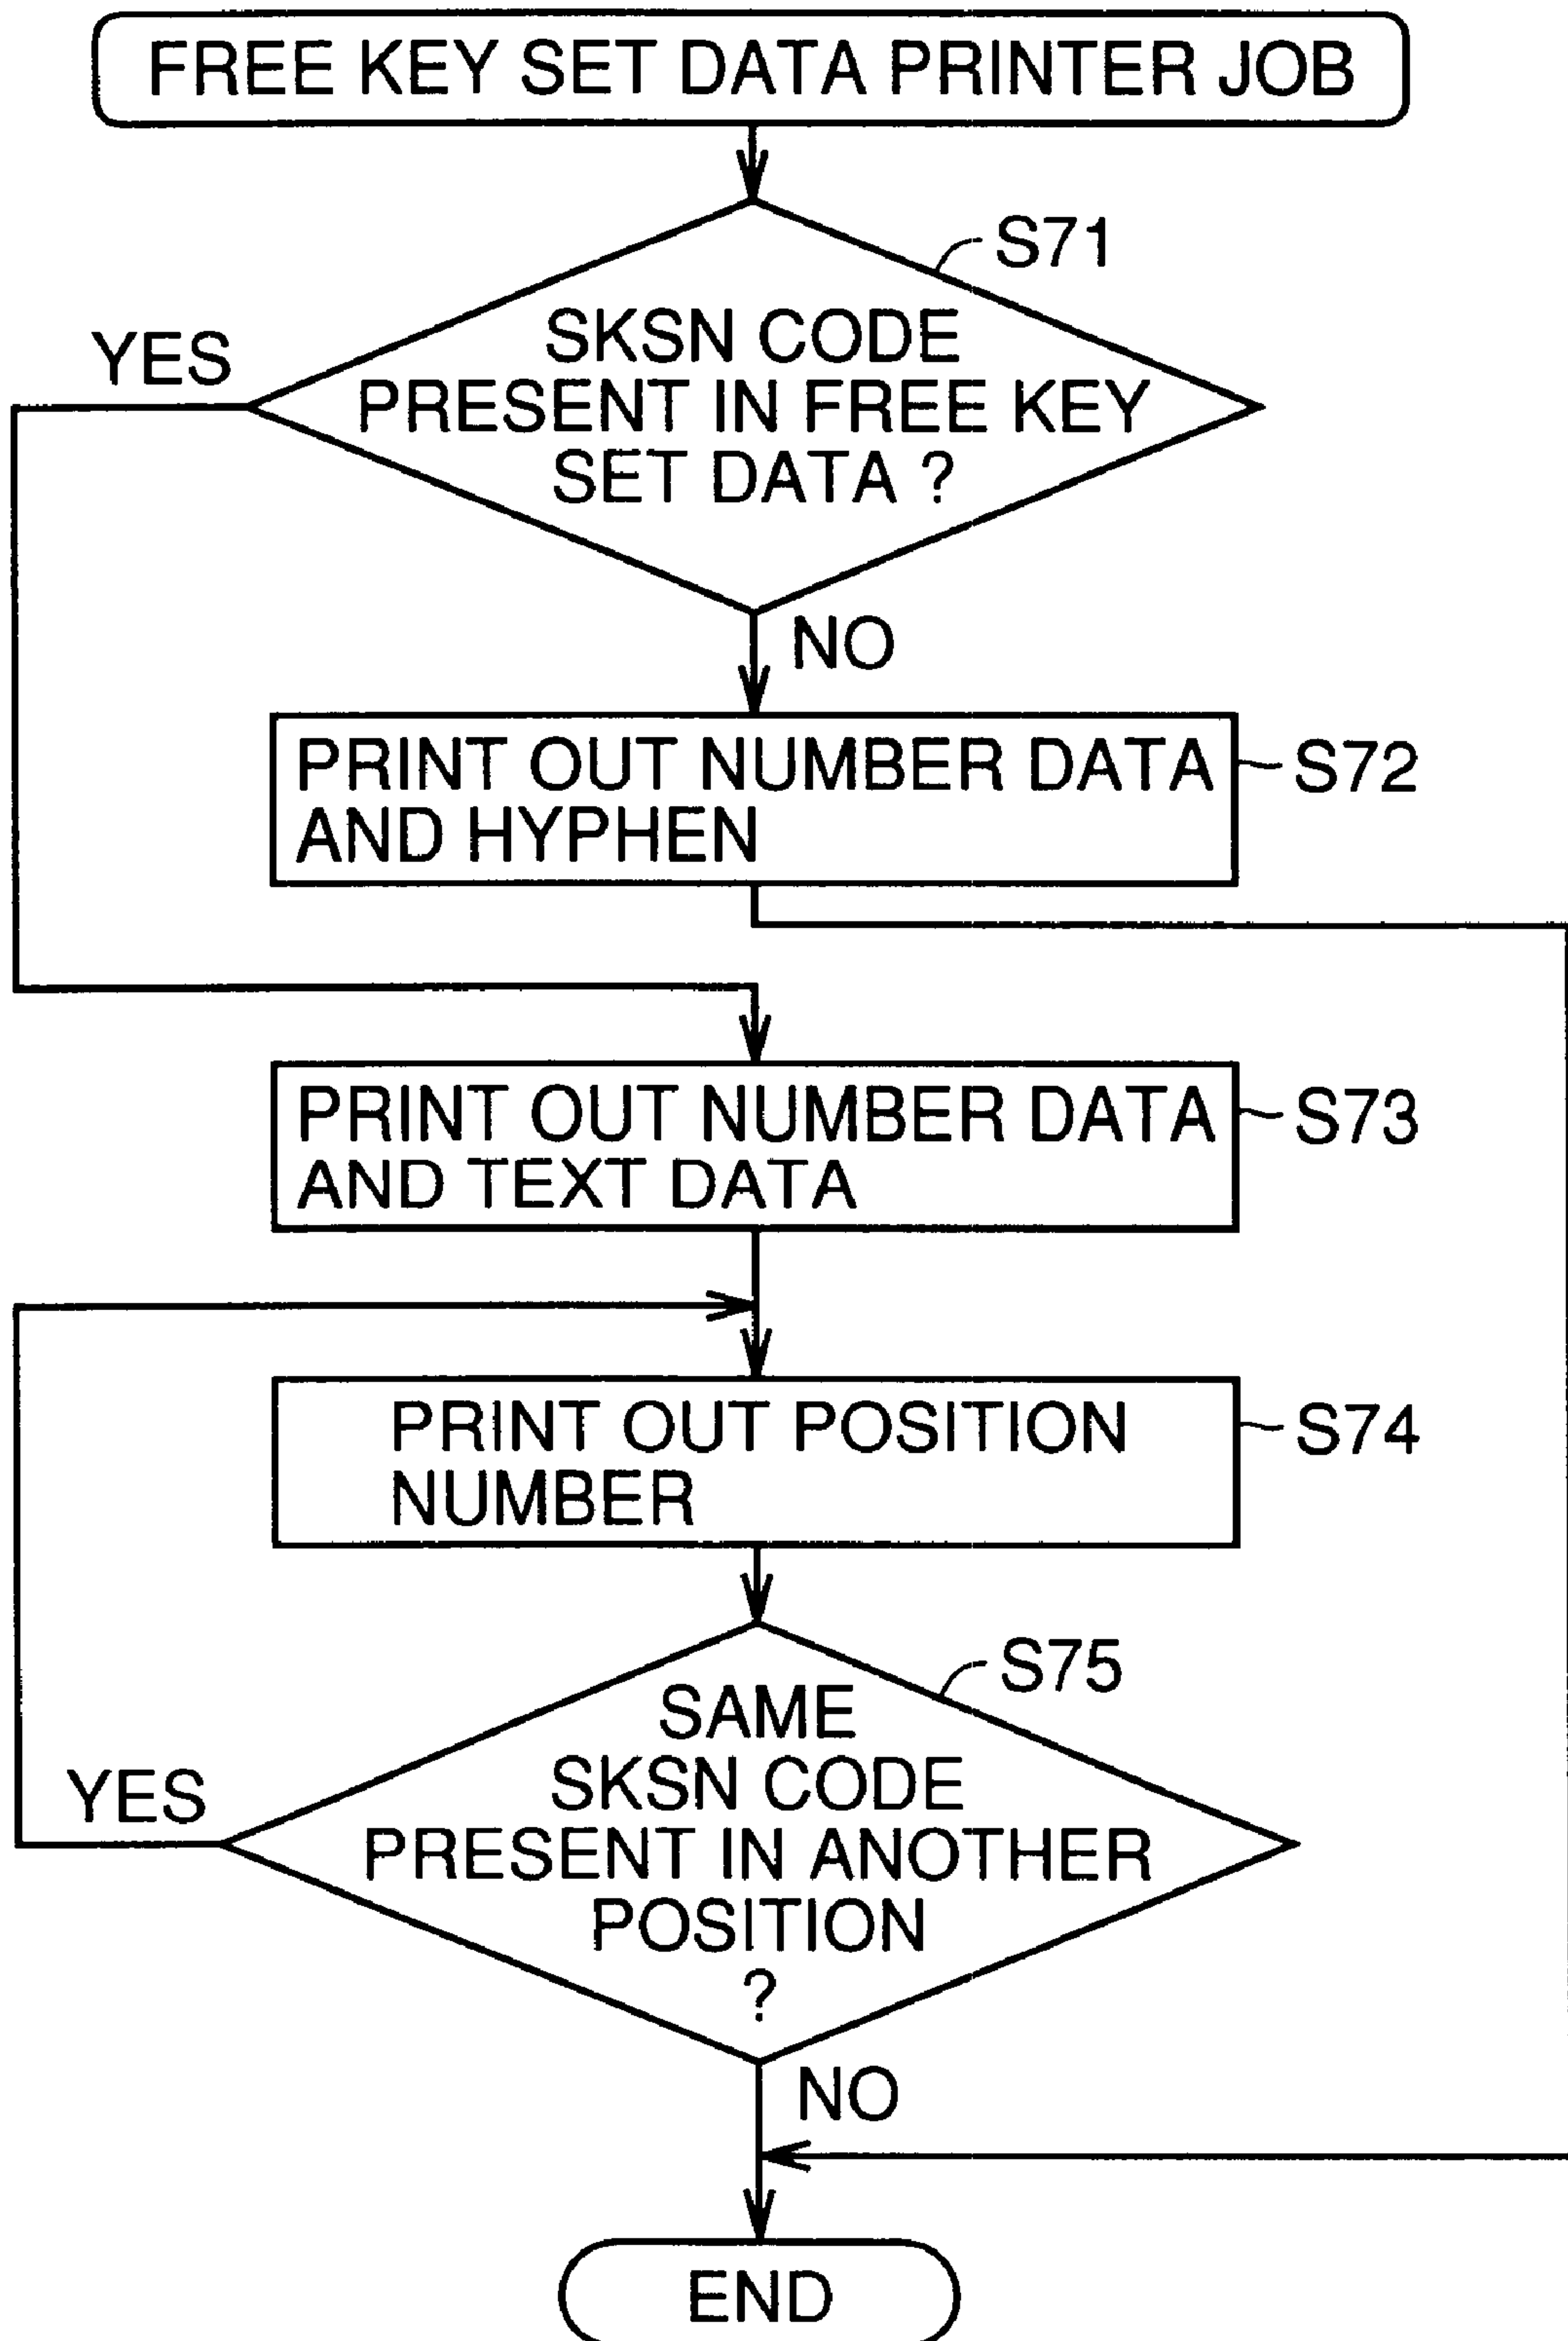 FREE KEY SET DATA PRINTER JOB
S71
SKSN CODE
YES
PRESENT IN FREE KEY
SET DATA ?
NO
PRINT OUT NUMBER DATA
S72
AND HYPHEN
PRINT OUT NUMBER DATA
S73
AND TEXT DATA
PRINT OUT POSITION
S74
NUMBER
S75
SAME
SKSN CODE
YES
PRESENT IN ANOTHER
POSITION
?
NO
END